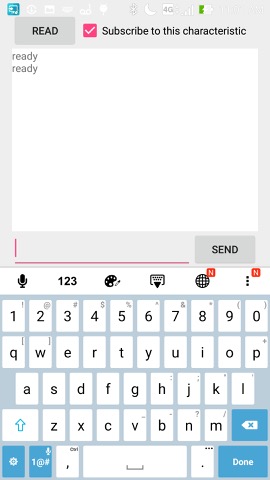 4G
READ
Subscribe to this characteristic
ready
ready
SEND
123
N
N
! @ # $ % ^ & * ( )
1 2 3 4 5 6 7 8 9 0
[ ] < > { } +
q w e r t y u i o p
: ; " '
a s d f g h j k l
- _ / ? =
z x c v b n m
Ctrl
1@# , . Done